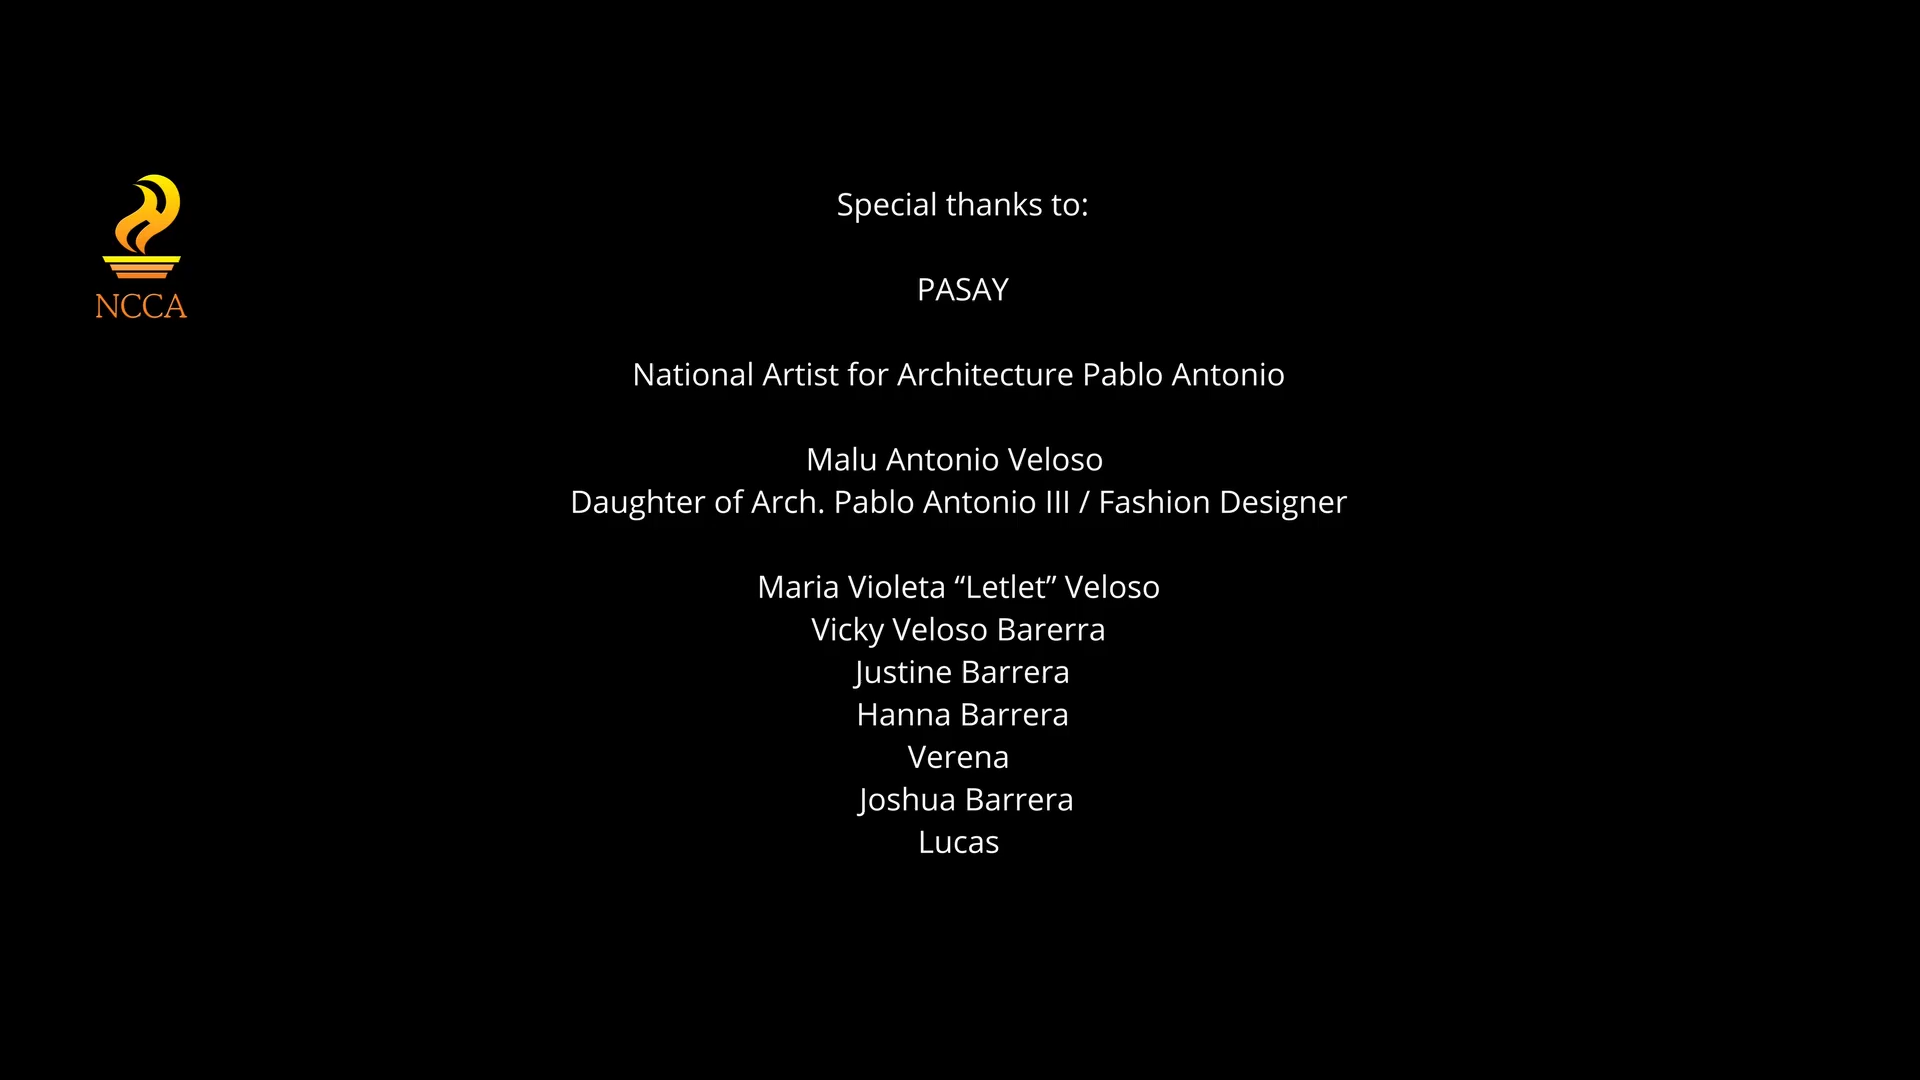 NCCA
Special thanks to:
PASAY
National Artist for Architecture Pablo Antonio
Malu Antonio Veloso
Daughter of Arch. Pablo Antonio III / Fashion Designer
Maria Violeta “Letlet” Veloso
Vicky Veloso Barerra
Justine Barrera
Hanna Barrera
Verena
Joshua Barrera
Lucas